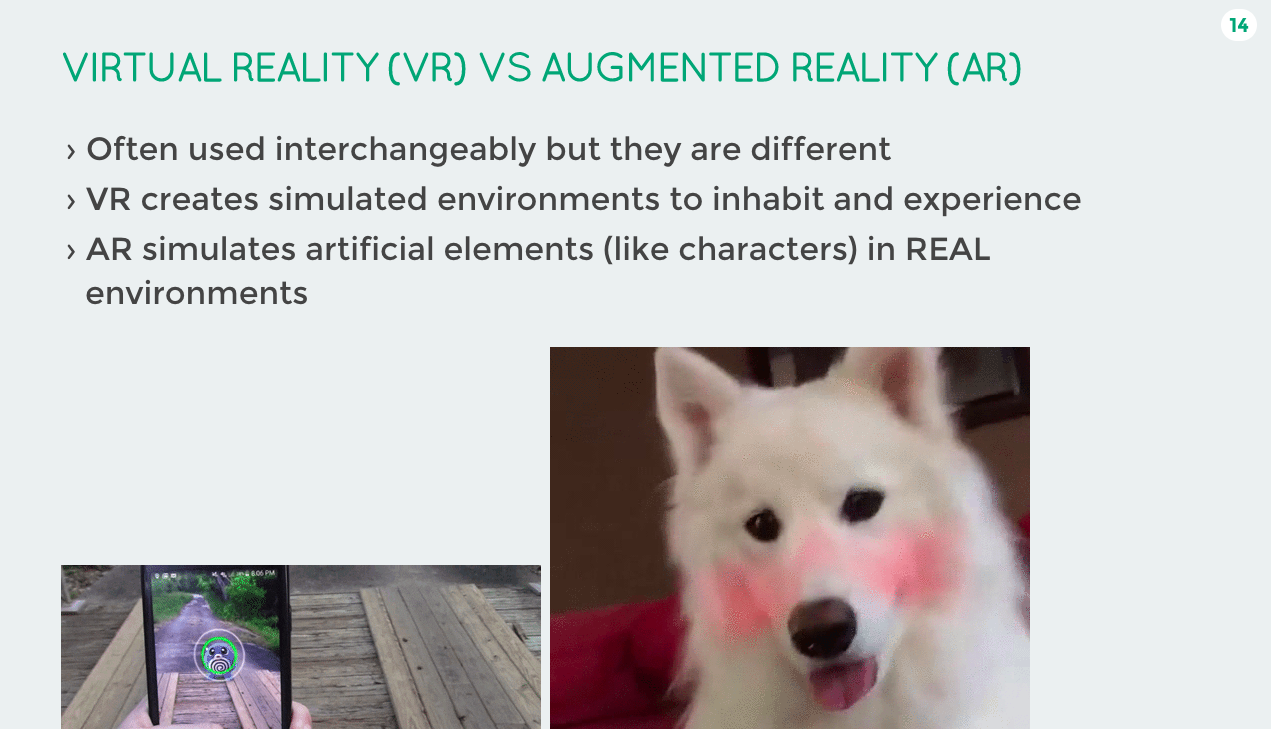 14
VIRTUAL REALITY (VR) VS AUGMENTED REALITY (AR)
› Often used interchangeably but they are different
› VR creates simulated environments to inhabit and experience
› AR simulates artificial elements (like characters) in REAL
environments
8:05 PM